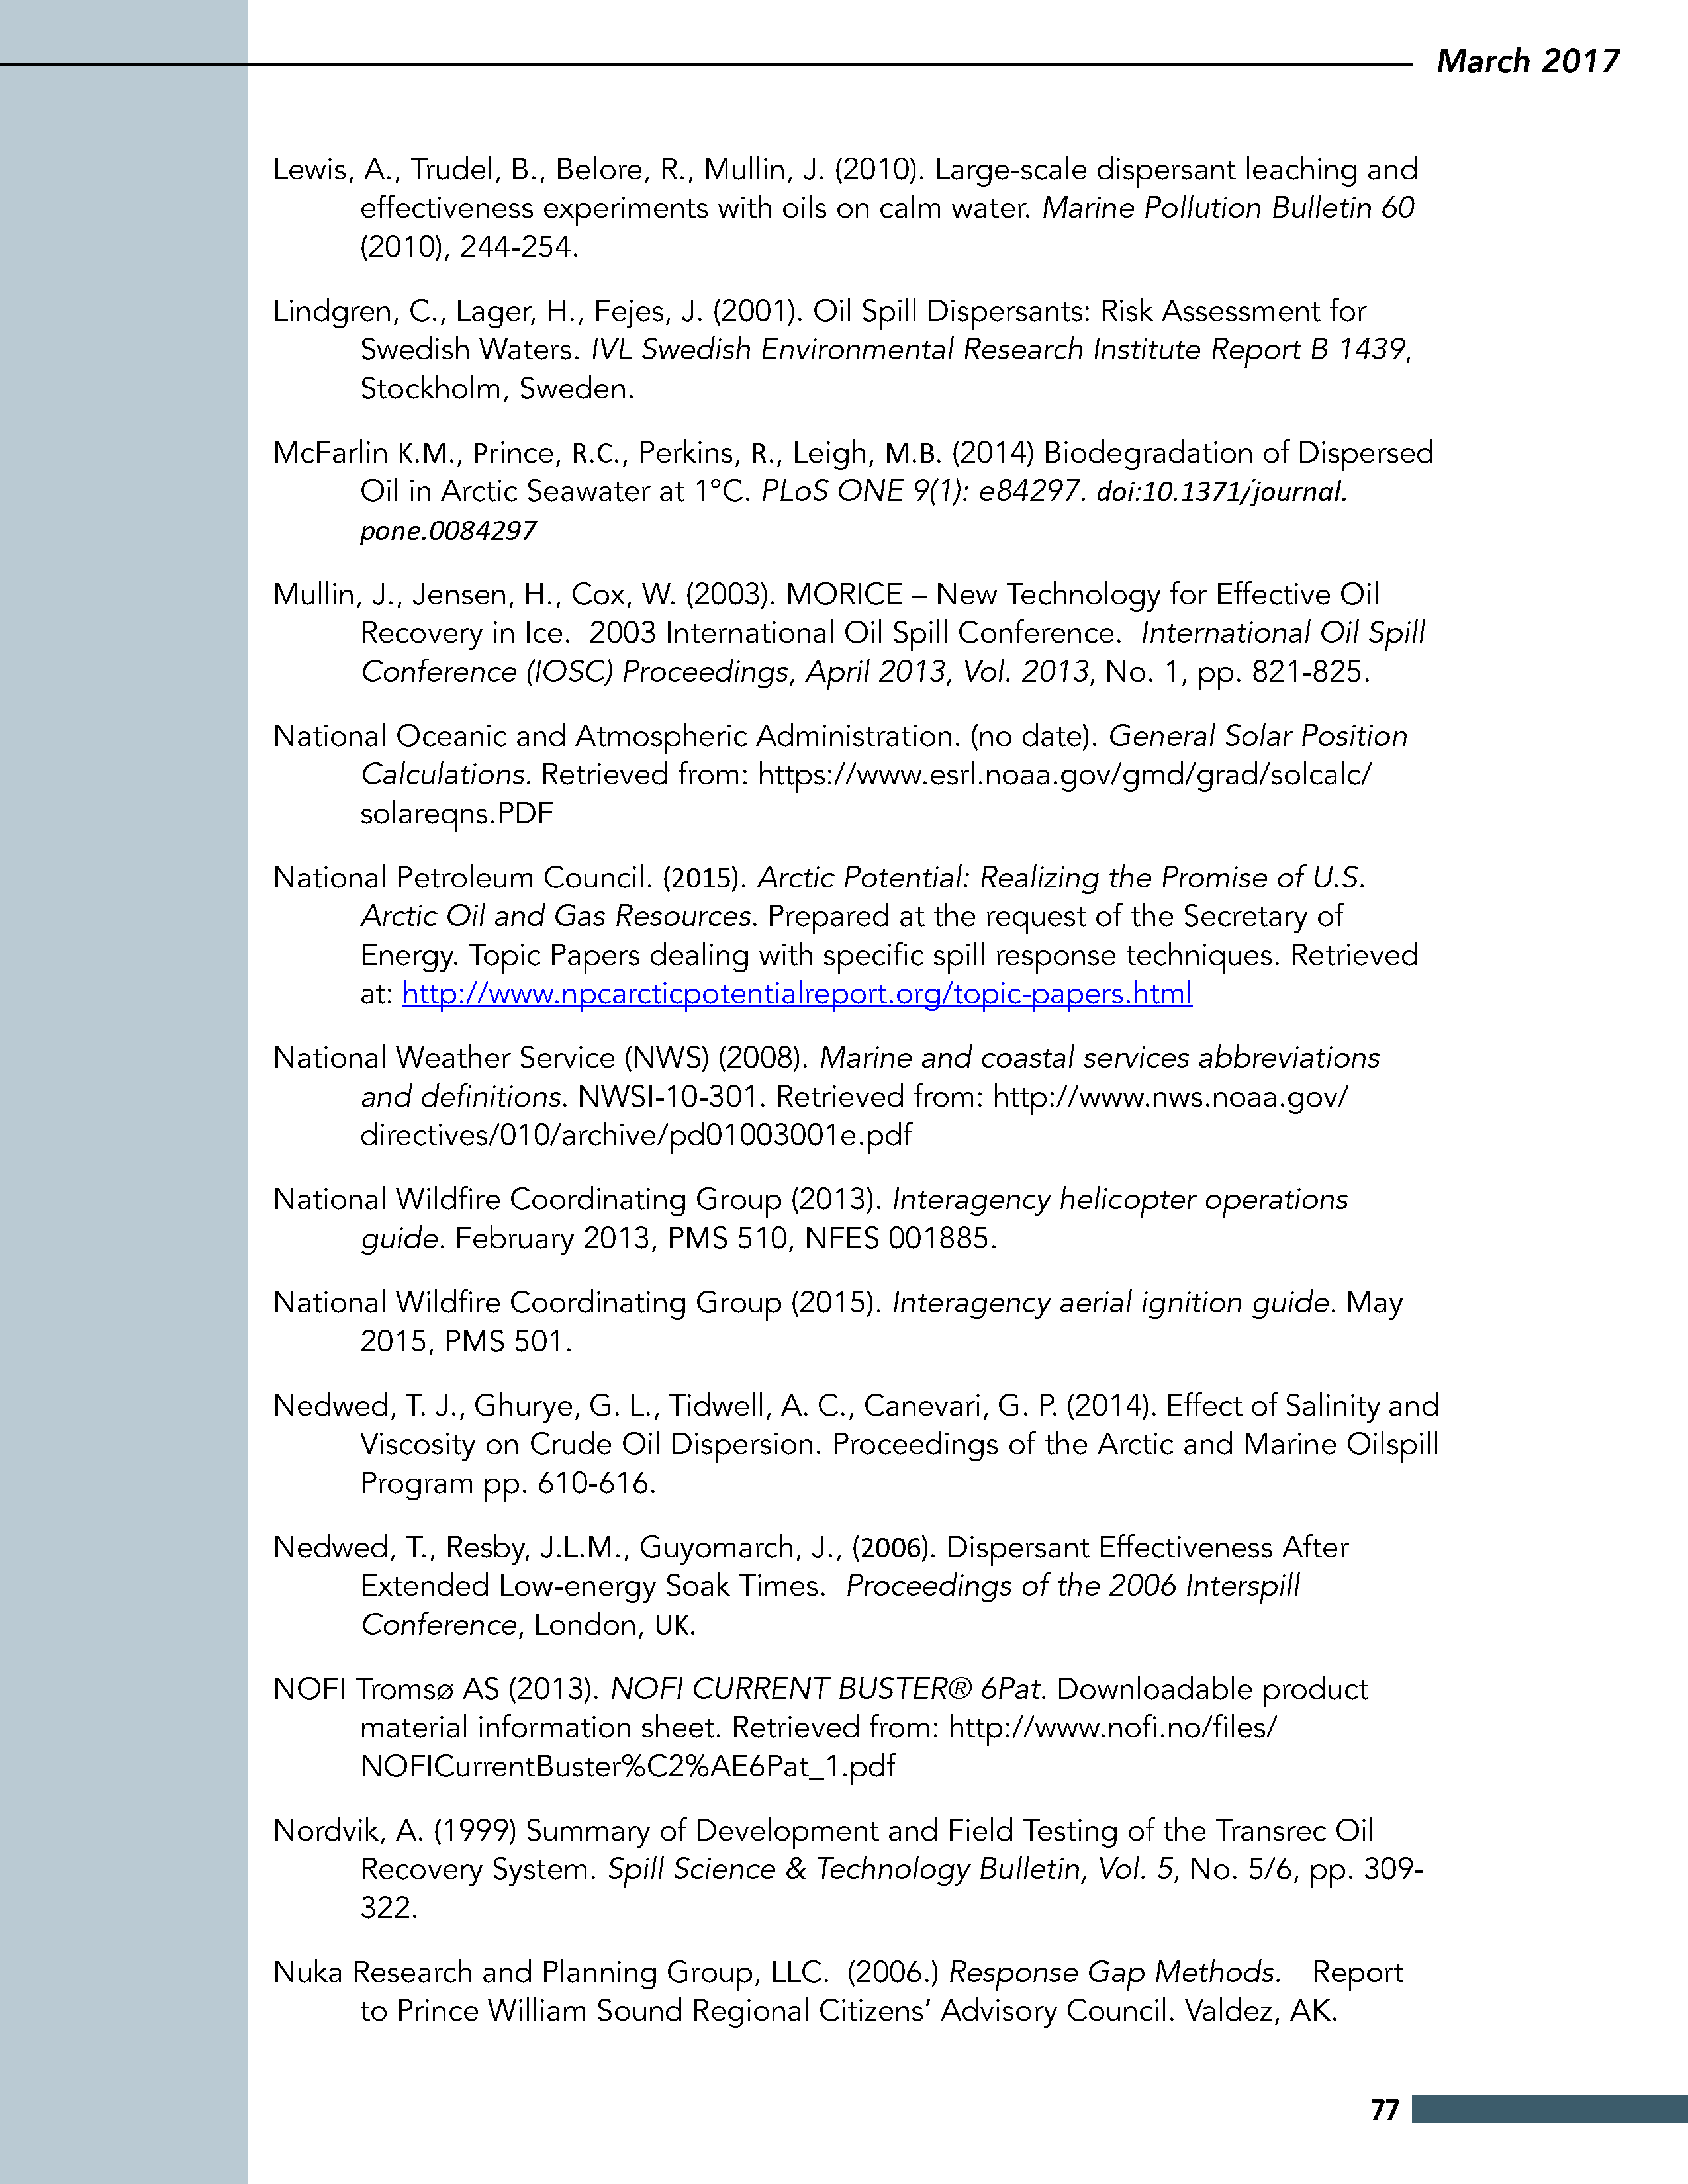 March 2017
Lewis, A., Trudel, B., Belore, R., Mullin, J. (2010). Large-scale dispersant leaching and
effectiveness experiments with oils on calm water. Marine Pollution Bulletin 60
(2010), 244-254.
Lindgren, C., Lager, H., Fejes, J. (2001). Oil Spill Dispersants: Risk Assessment for
Swedish Waters. IVL Swedish Environmental Research Institute Report B 1439,
Stockholm, Sweden.
McFarlin K.M., Prince, R.C., Perkins, R., Leigh, M.B. (2014) Biodegradation of Dispersed
Oil in Arctic Seawater at 1°C. PLoS ONE 9(1): e84297. doi:10.1371/journal.
pone.0084297
Mullin, J., Jensen, H., Cox, W. (2003). MORICE – New Technology for Effective Oil
Recovery in Ice.  2003 International Oil Spill Conference.  International Oil Spill
Conference (IOSC) Proceedings, April 2013, Vol. 2013, No. 1, pp. 821-825.
National Oceanic and Atmospheric Administration. (no date). General Solar Position
Calculations. Retrieved from: https://www.esrl.noaa.gov/gmd/grad/solcalc/
solareqns.PDF
National Petroleum Council. (2015). Arctic Potential: Realizing the Promise of U.S.
Arctic Oil and Gas Resources. Prepared at the request of the Secretary of
Energy. Topic Papers dealing with specific spill response techniques. Retrieved
at: http://www.npcarcticpotentialreport.org/topic-papers.html
National Weather Service (NWS) (2008). Marine and coastal services abbreviations
and definitions. NWSI-10-301. Retrieved from: http://www.nws.noaa.gov/
directives/010/archive/pd01003001e.pdf
National Wildfire Coordinating Group (2013). Interagency helicopter operations
guide. February 2013, PMS 510, NFES 001885.
National Wildfire Coordinating Group (2015). Interagency aerial ignition guide. May
2015, PMS 501.
Nedwed, T. J., Ghurye, G. L., Tidwell, A. C., Canevari, G. P. (2014). Effect of Salinity and
Viscosity on Crude Oil Dispersion. Proceedings of the Arctic and Marine Oilspill
Program pp. 610-616.
Nedwed, T., Resby, J.L.M., Guyomarch, J., (2006). Dispersant Effectiveness After
Extended Low-energy Soak Times.  Proceedings of the 2006 Interspill
Conference, London, UK.
NOFI Tromsø AS (2013). NOFI CURRENT BUSTER® 6Pat. Downloadable product
material information sheet. Retrieved from: http://www.nofi.no/files/
NOFICurrentBuster%C2%AE6Pat_1.pdf
Nordvik, A. (1999) Summary of Development and Field Testing of the Transrec Oil
Recovery System. Spill Science & Technology Bulletin, Vol. 5, No. 5/6, pp. 309-
322.
Nuka Research and Planning Group, LLC.  (2006.) Response Gap Methods.   Report
to Prince William Sound Regional Citizens’ Advisory Council. Valdez, AK.
77